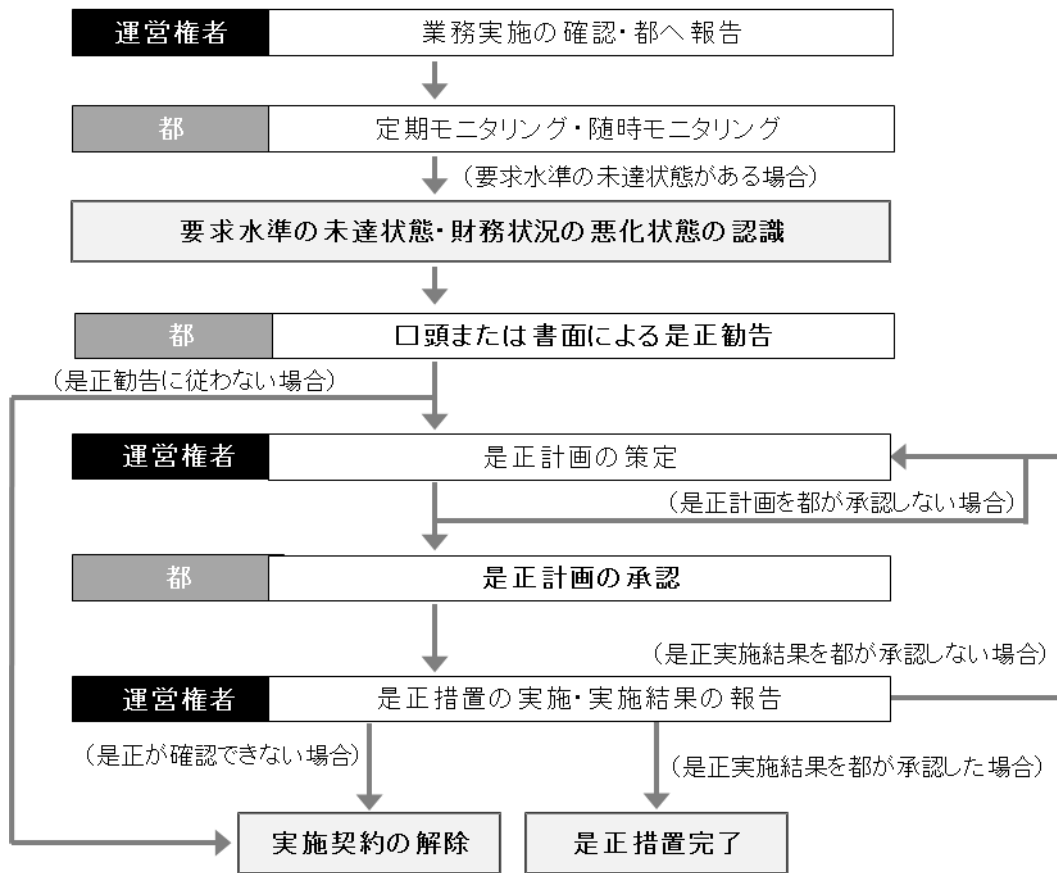 運営権者 業務実施の確認・都へ報告
都 定期モニタリング・随時モニタリング
（要求水準の未達状態がある場合）
要求水準の未達状態・財務状況の悪化状態の認識
都 口頭または書面による是正勧告
（是正勧告に従わない場合）
運営権者 是正計画の策定
（是正計画を都が承認しない場合）
都 是正計画の承認
（是正実施結果を都が承認しない場合）
運営権者 是正措置の実施・実施結果の報告
（是正が確認できない場合）
（是正実施結果を都が承認した場合）
実施契約の解除 是正措置完了